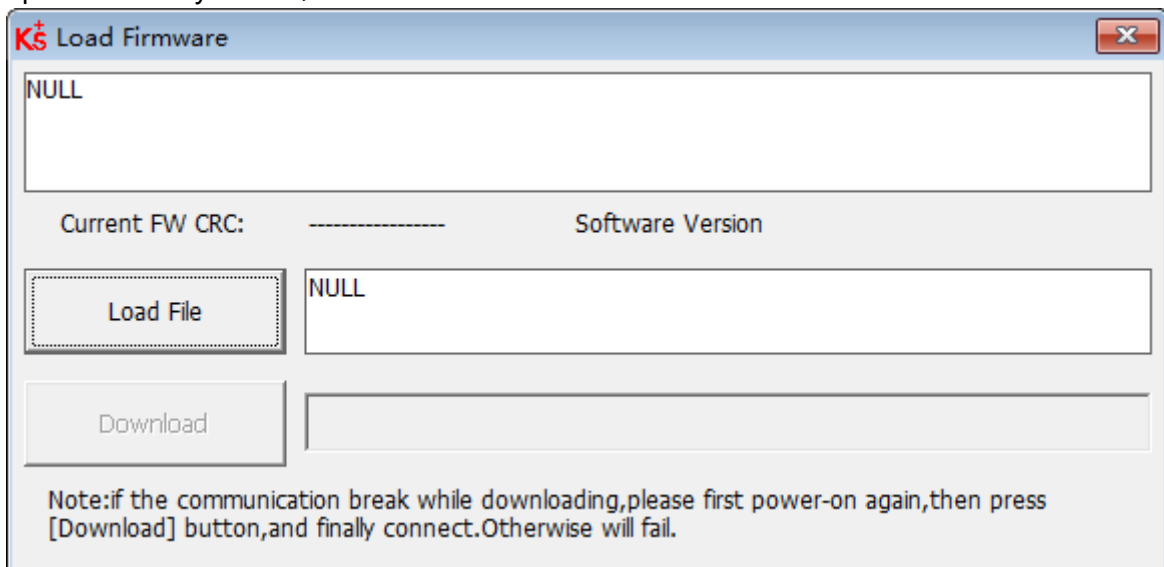 K+S Load Firmware
NULL
Current FW CRC: ----------------- Software Version
Load File NULL
Download
Note:if the communication break while downloading,please first power-on again,then press
[Download] button,and finally connect.Otherwise will fail.